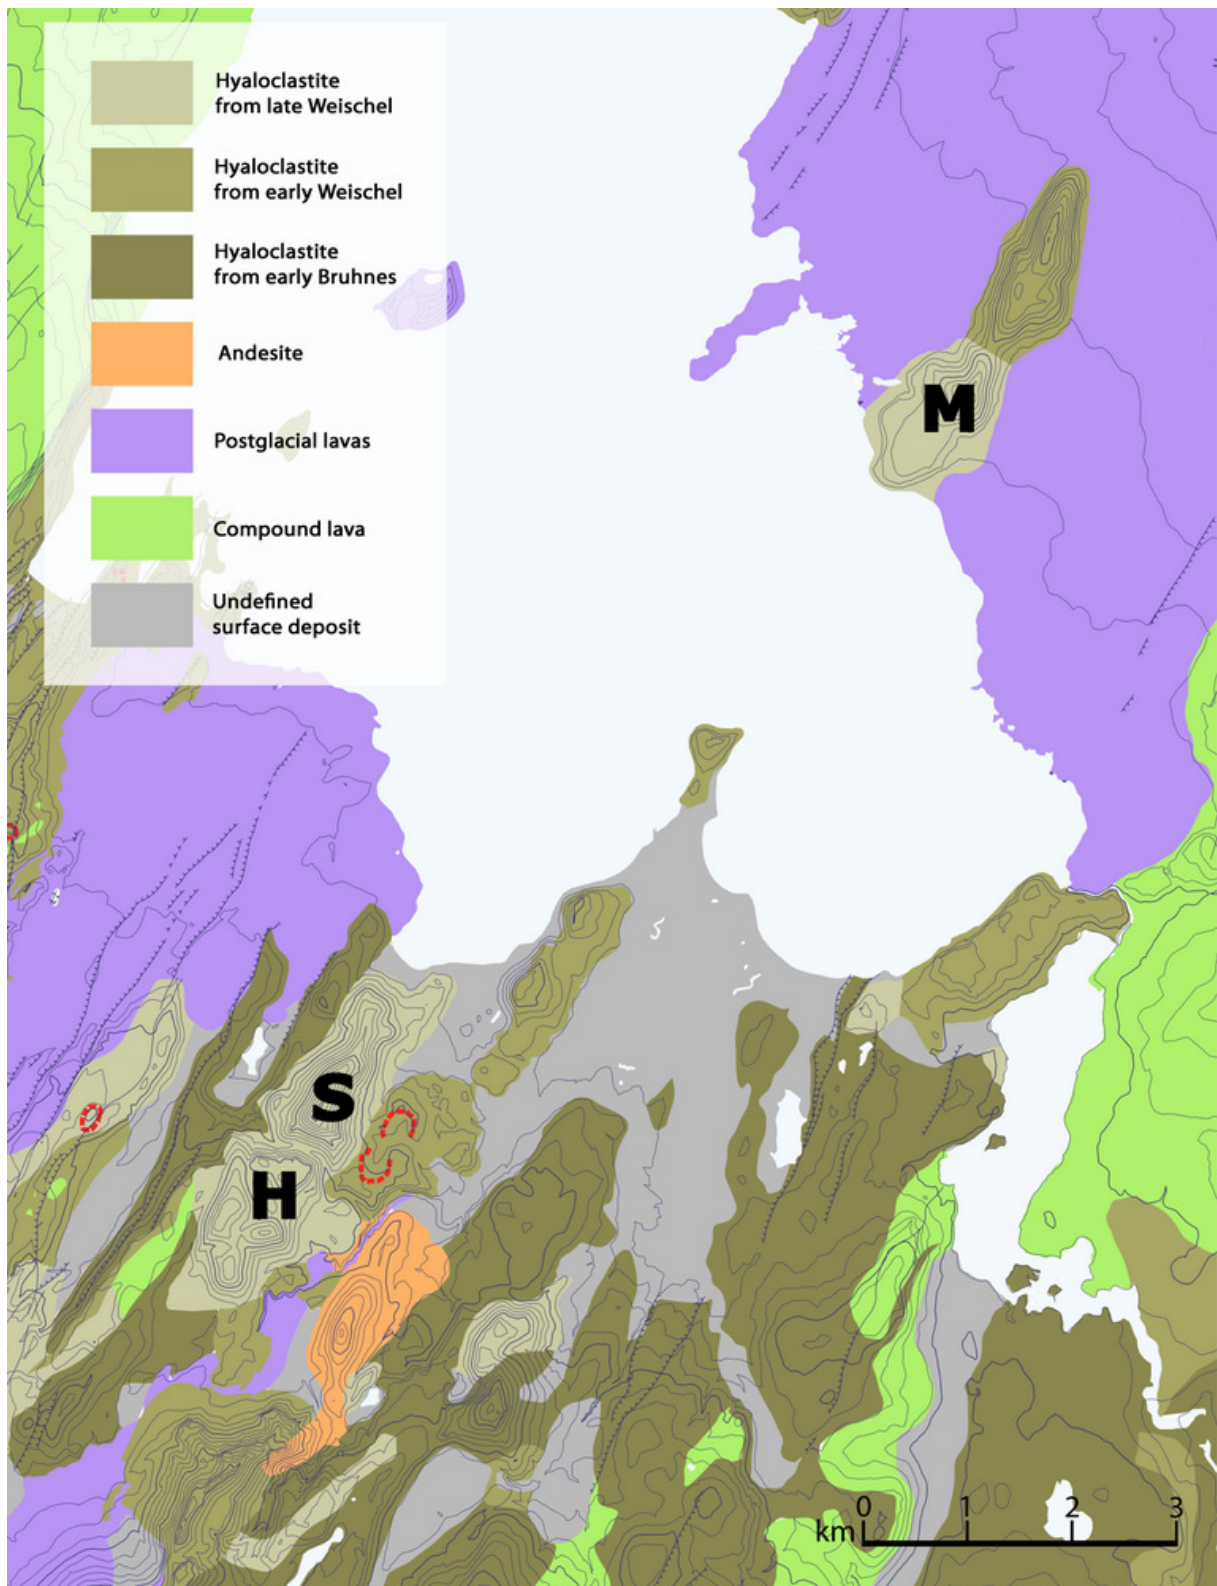 Hyaloclastite
from late Weischel
Hyaloclastite
from early Weischel
Hyaloclastite
from early Bruhnes
Andesite
Postglacial lavas
Compound lava
Undefined
surface deposit
M
S
H
0 1 2 3
km